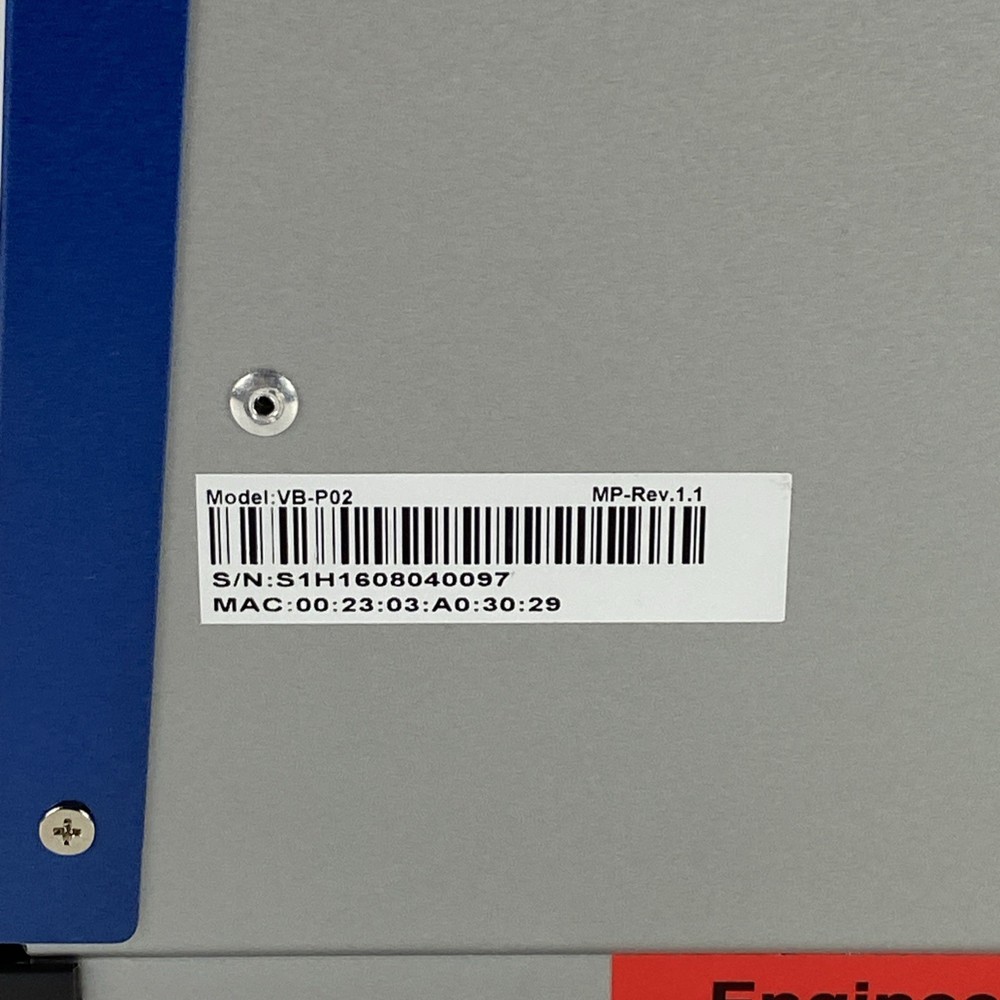 Model:VB-P02 MP-Rev.1.1
S/N:S1H1608040097
MAC:00:23:03:A0:30:29